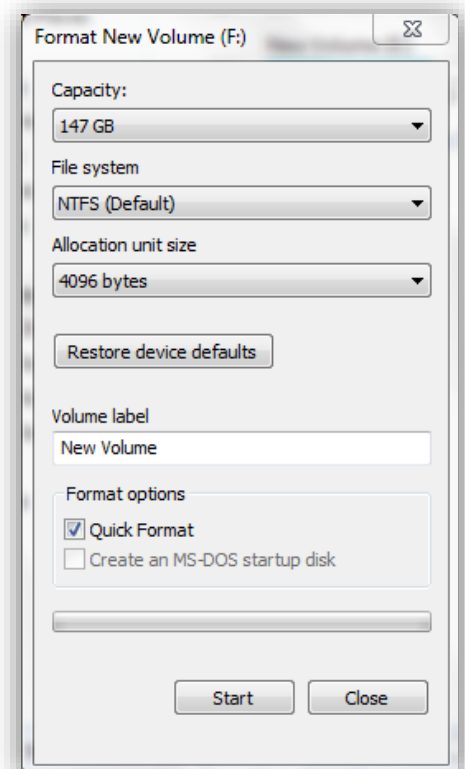 Format New Volume (F:)
Capacity:
147 GB
File system
NTFS (Default)
Allocation unit size
4096 bytes
Restore device defaults
Volume label
New Volume
Format options
Quick Format
Create an MS-DOS startup disk
Start
Close